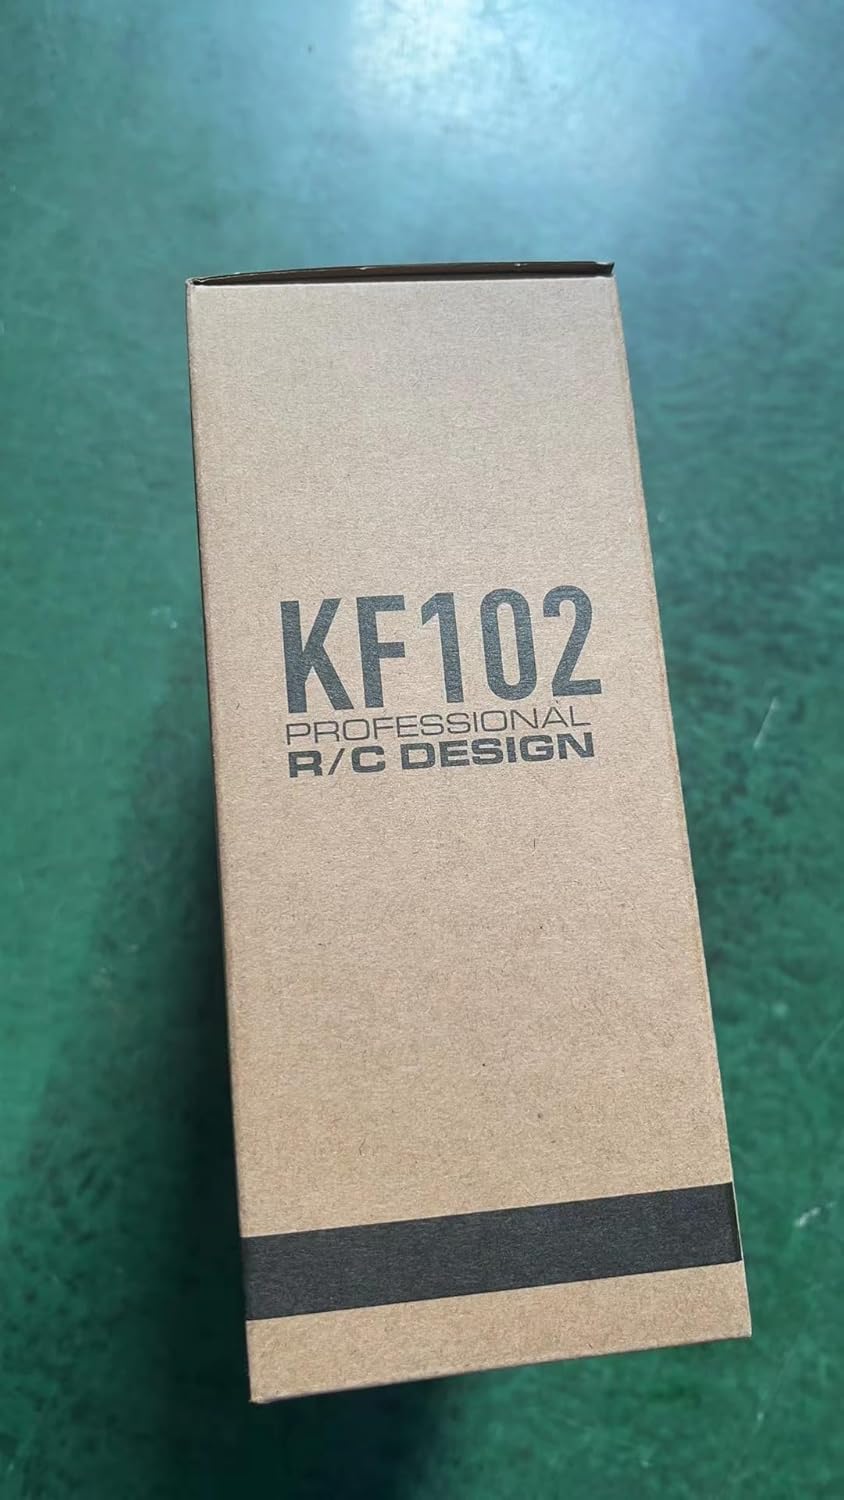 KF102
PROFESSIONAL
R/C DESIGN